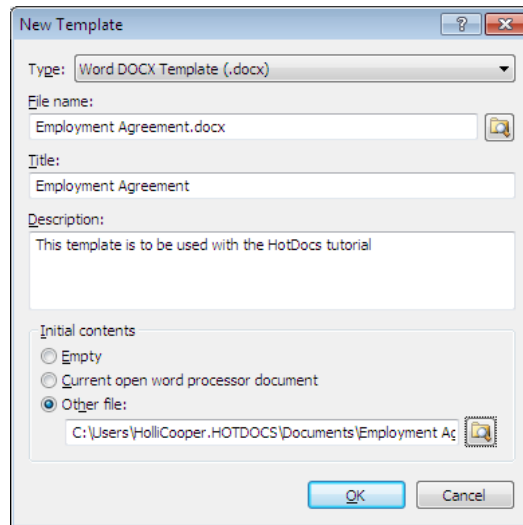 New Template
Type: Word DOCX Template (.docx)
File name:
Employment Agreement.docx
Title:
Employment Agreement
Description:
This template is to be used with the HotDocs tutorial
Initial contents
Empty
Current open word processor document
Other file:
C:\Users\HolliCooper.HOTDOCS\Documents\Employment Ag
OK Cancel